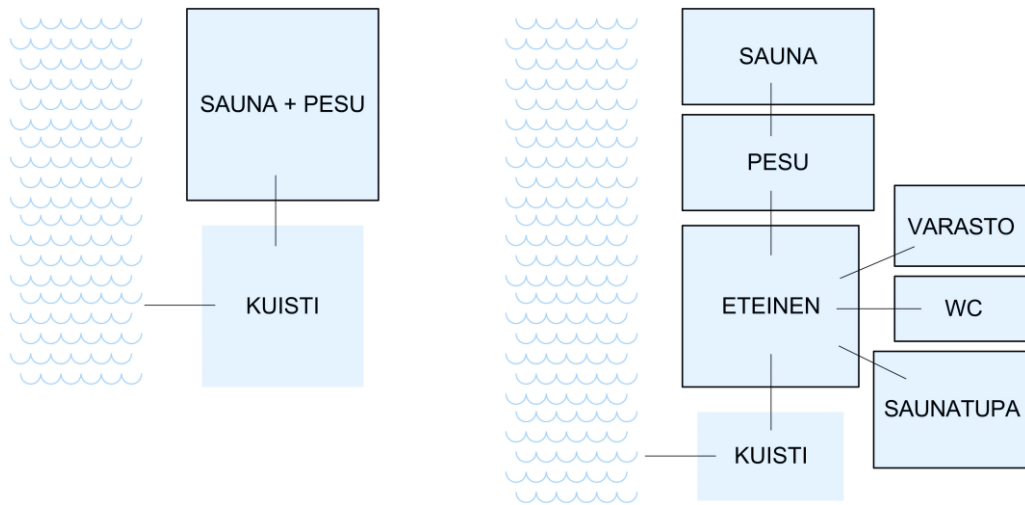 SAUNA + PESU
KUISTI
SAUNA
PESU
VARASTO
ETEINEN
WC
SAUNATUPA
KUISTI